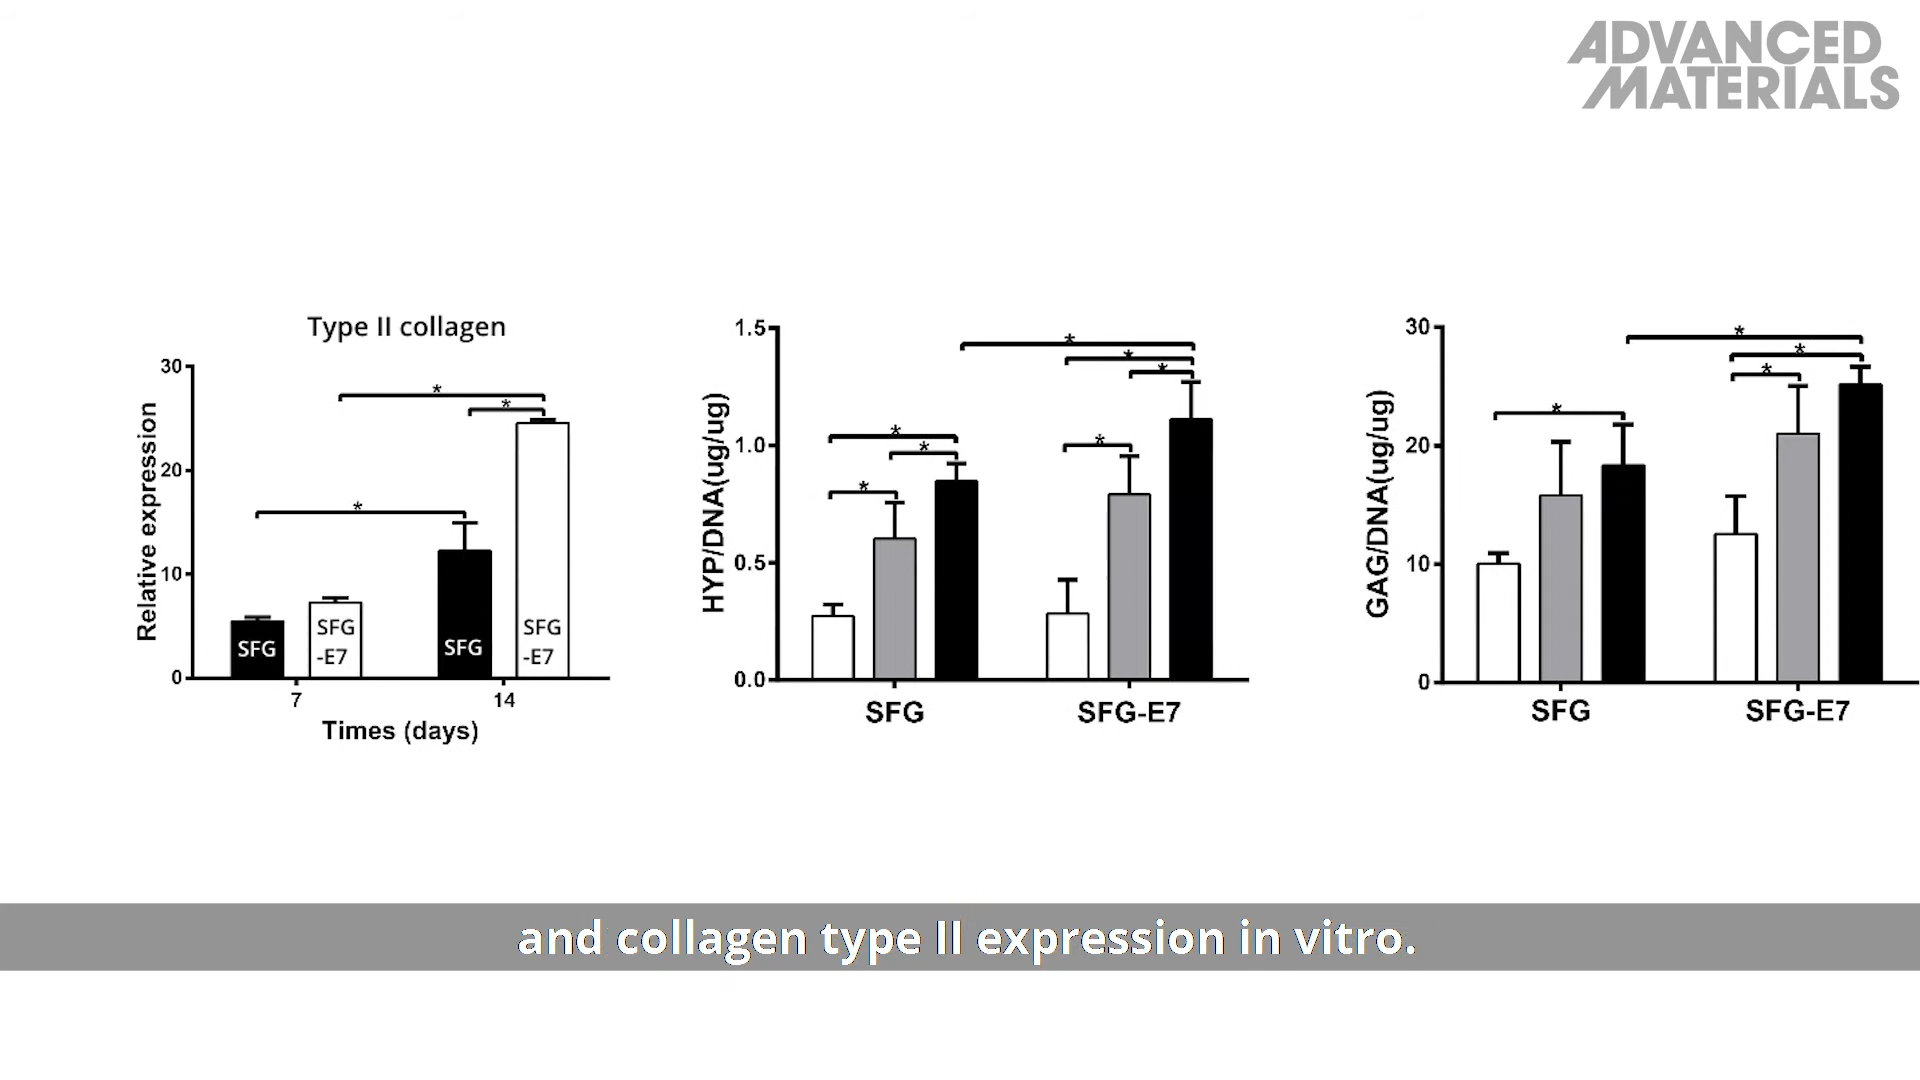 ADVANCED
MATERIALS
Type II collagen
Relative expression
30
20
10
0
SFG
SFG
-E7
SFG
SFG
-E7
7
14
Times (days)
*
*
*
HYP/DNA(ug/ug)
1.5
1.0
0.5
0.0
*
*
*
*
*
*
*
SFG
SFG-E7
GAG/DNA(ug/ug)
30
20
10
0
*
*
*
*
SFG
SFG-E7
and collagen type II expression in vitro.